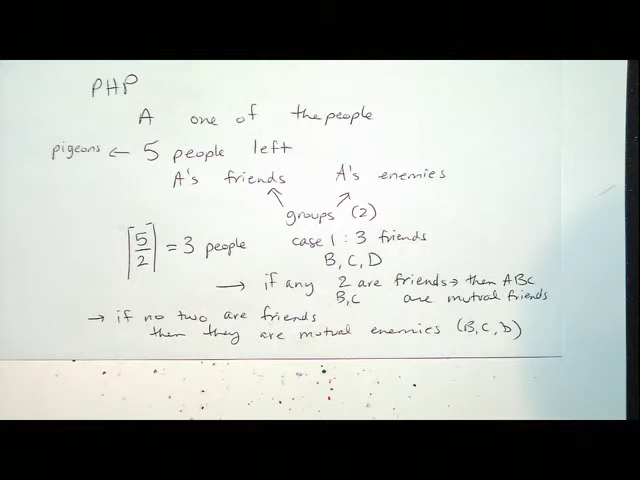 PHP
A one of the people
pigeons ← 5 people left
A's friends A's enemies
groups (2)
⌈5/2⌉ = 3 people case 1: 3 friends
B, C, D
→ if any 2 are friends → then ABC
B, C are mutual friends
→ if no two are friends
then they are mutual enemies (B, C, D)